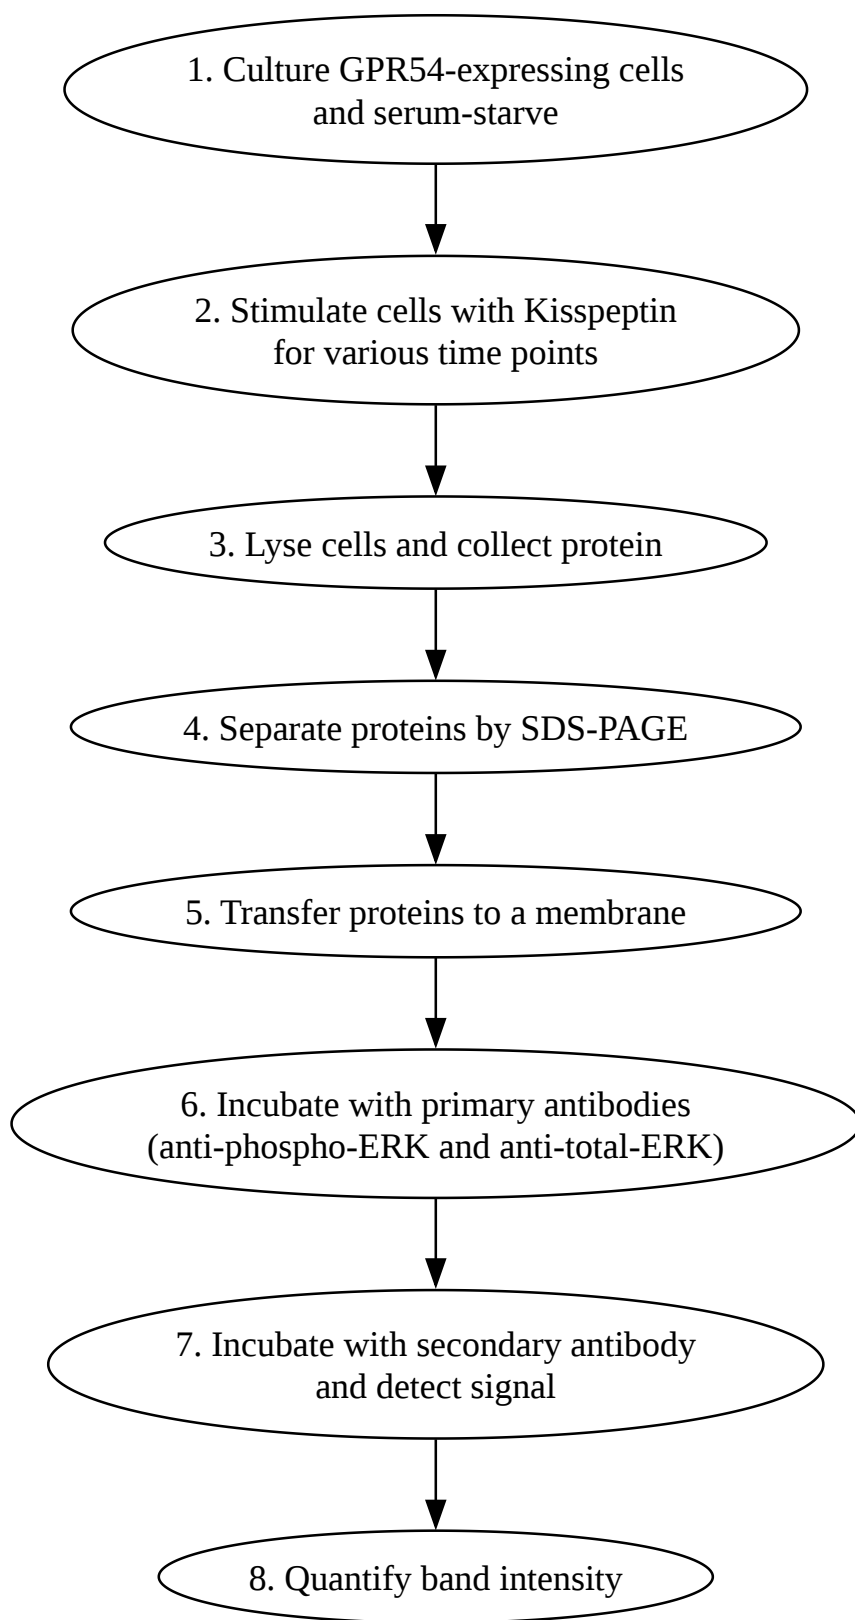 1. Culture GPR54-expressing cells
and serum-starve
2. Stimulate cells with Kisspeptin
for various time points
3. Lyse cells and collect protein
4. Separate proteins by SDS-PAGE
5. Transfer proteins to a membrane
6. Incubate with primary antibodies
(anti-phospho-ERK and anti-total-ERK)
7. Incubate with secondary antibody
and detect signal
8. Quantify band intensity